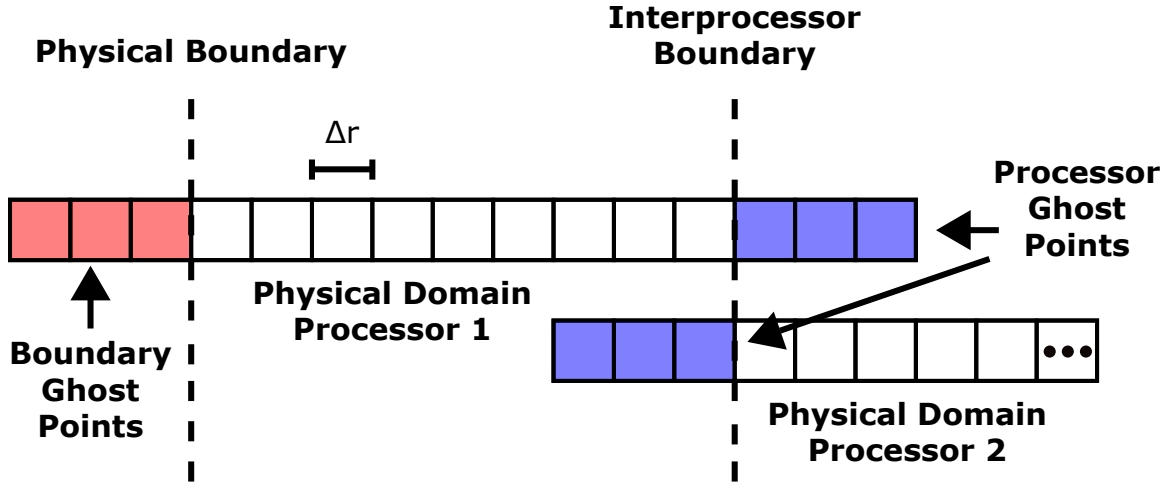 Physical Boundary
Interprocessor
Boundary
Δr
Processor
Ghost
Points
Physical Domain
Processor 1
Boundary
Ghost
Points
Physical Domain
Processor 2